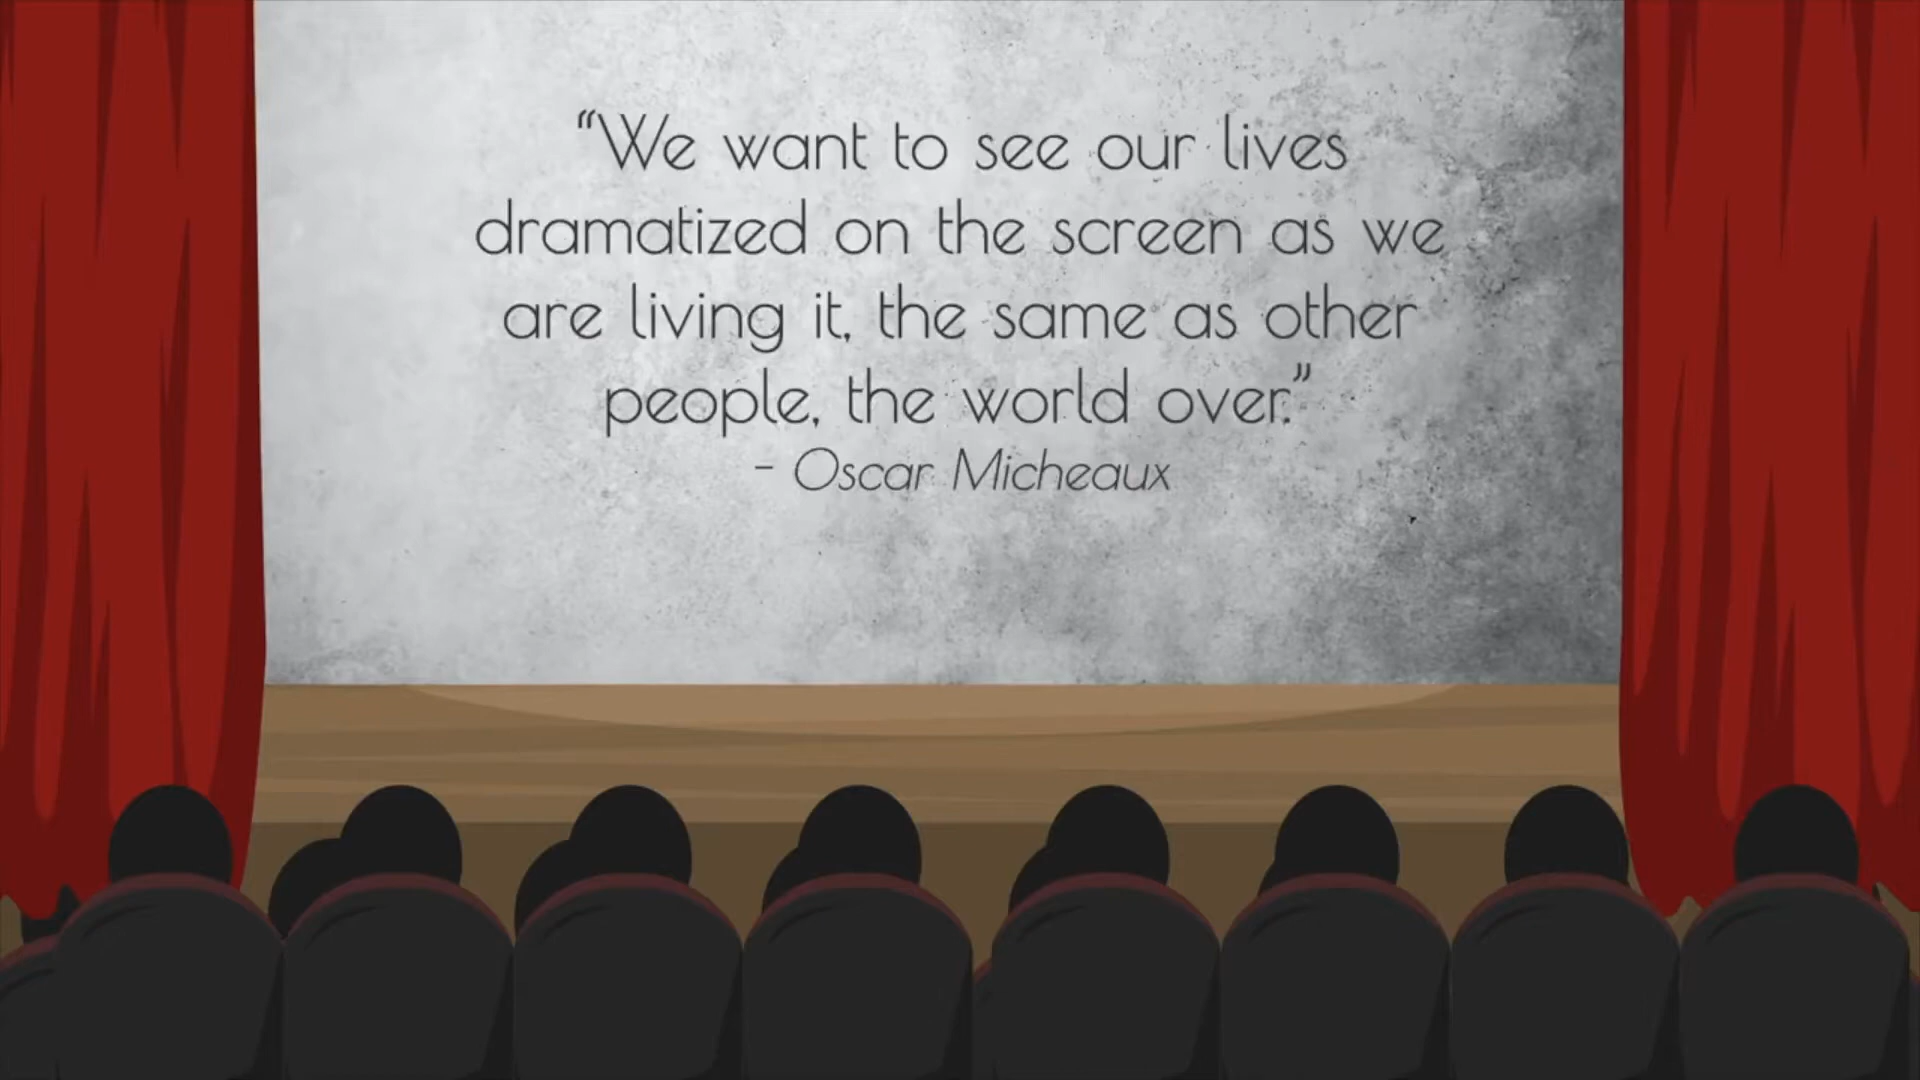 “We want to see our lives
dramatized on the screen as we
are living it, the same as other
people, the world over.”
- Oscar Micheaux